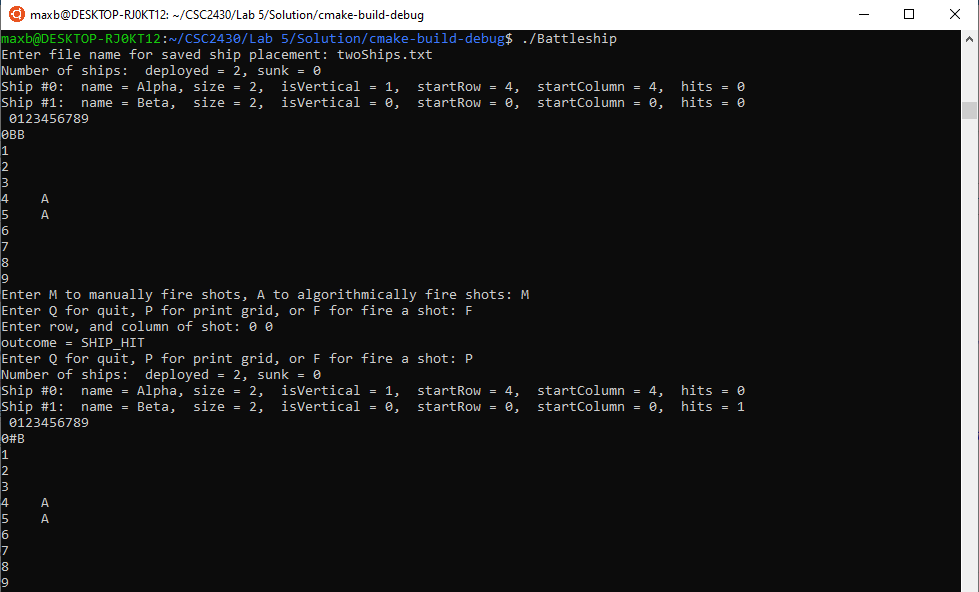 maxb@DESKTOP-RJ0KT12: ~/CSC2430/Lab 5/Solution/cmake-build-debug
maxb@DESKTOP-RJ0KT12:~/CSC2430/Lab 5/Solution/cmake-build-debug$ ./Battleship
Enter file name for saved ship placement: twoShips.txt
Number of ships:  deployed = 2, sunk = 0
Ship #0:  name = Alpha, size = 2,  isVertical = 1,  startRow = 4,  startColumn = 4,  hits = 0
Ship #1:  name = Beta,  size = 2,  isVertical = 0,  startRow = 0,  startColumn = 0,  hits = 0
 0123456789
0BB
1
2
3
4    A
5    A
6
7
8
9
Enter M to manually fire shots, A to algorithmically fire shots: M
Enter Q for quit, P for print grid, or F for fire a shot: F
Enter row, and column of shot: 0 0
outcome = SHIP_HIT
Enter Q for quit, P for print grid, or F for fire a shot: P
Number of ships:  deployed = 2, sunk = 0
Ship #0:  name = Alpha, size = 2,  isVertical = 1,  startRow = 4,  startColumn = 4,  hits = 0
Ship #1:  name = Beta,  size = 2,  isVertical = 0,  startRow = 0,  startColumn = 0,  hits = 1
 0123456789
0#B
1
2
3
4    A
5    A
6
7
8
9